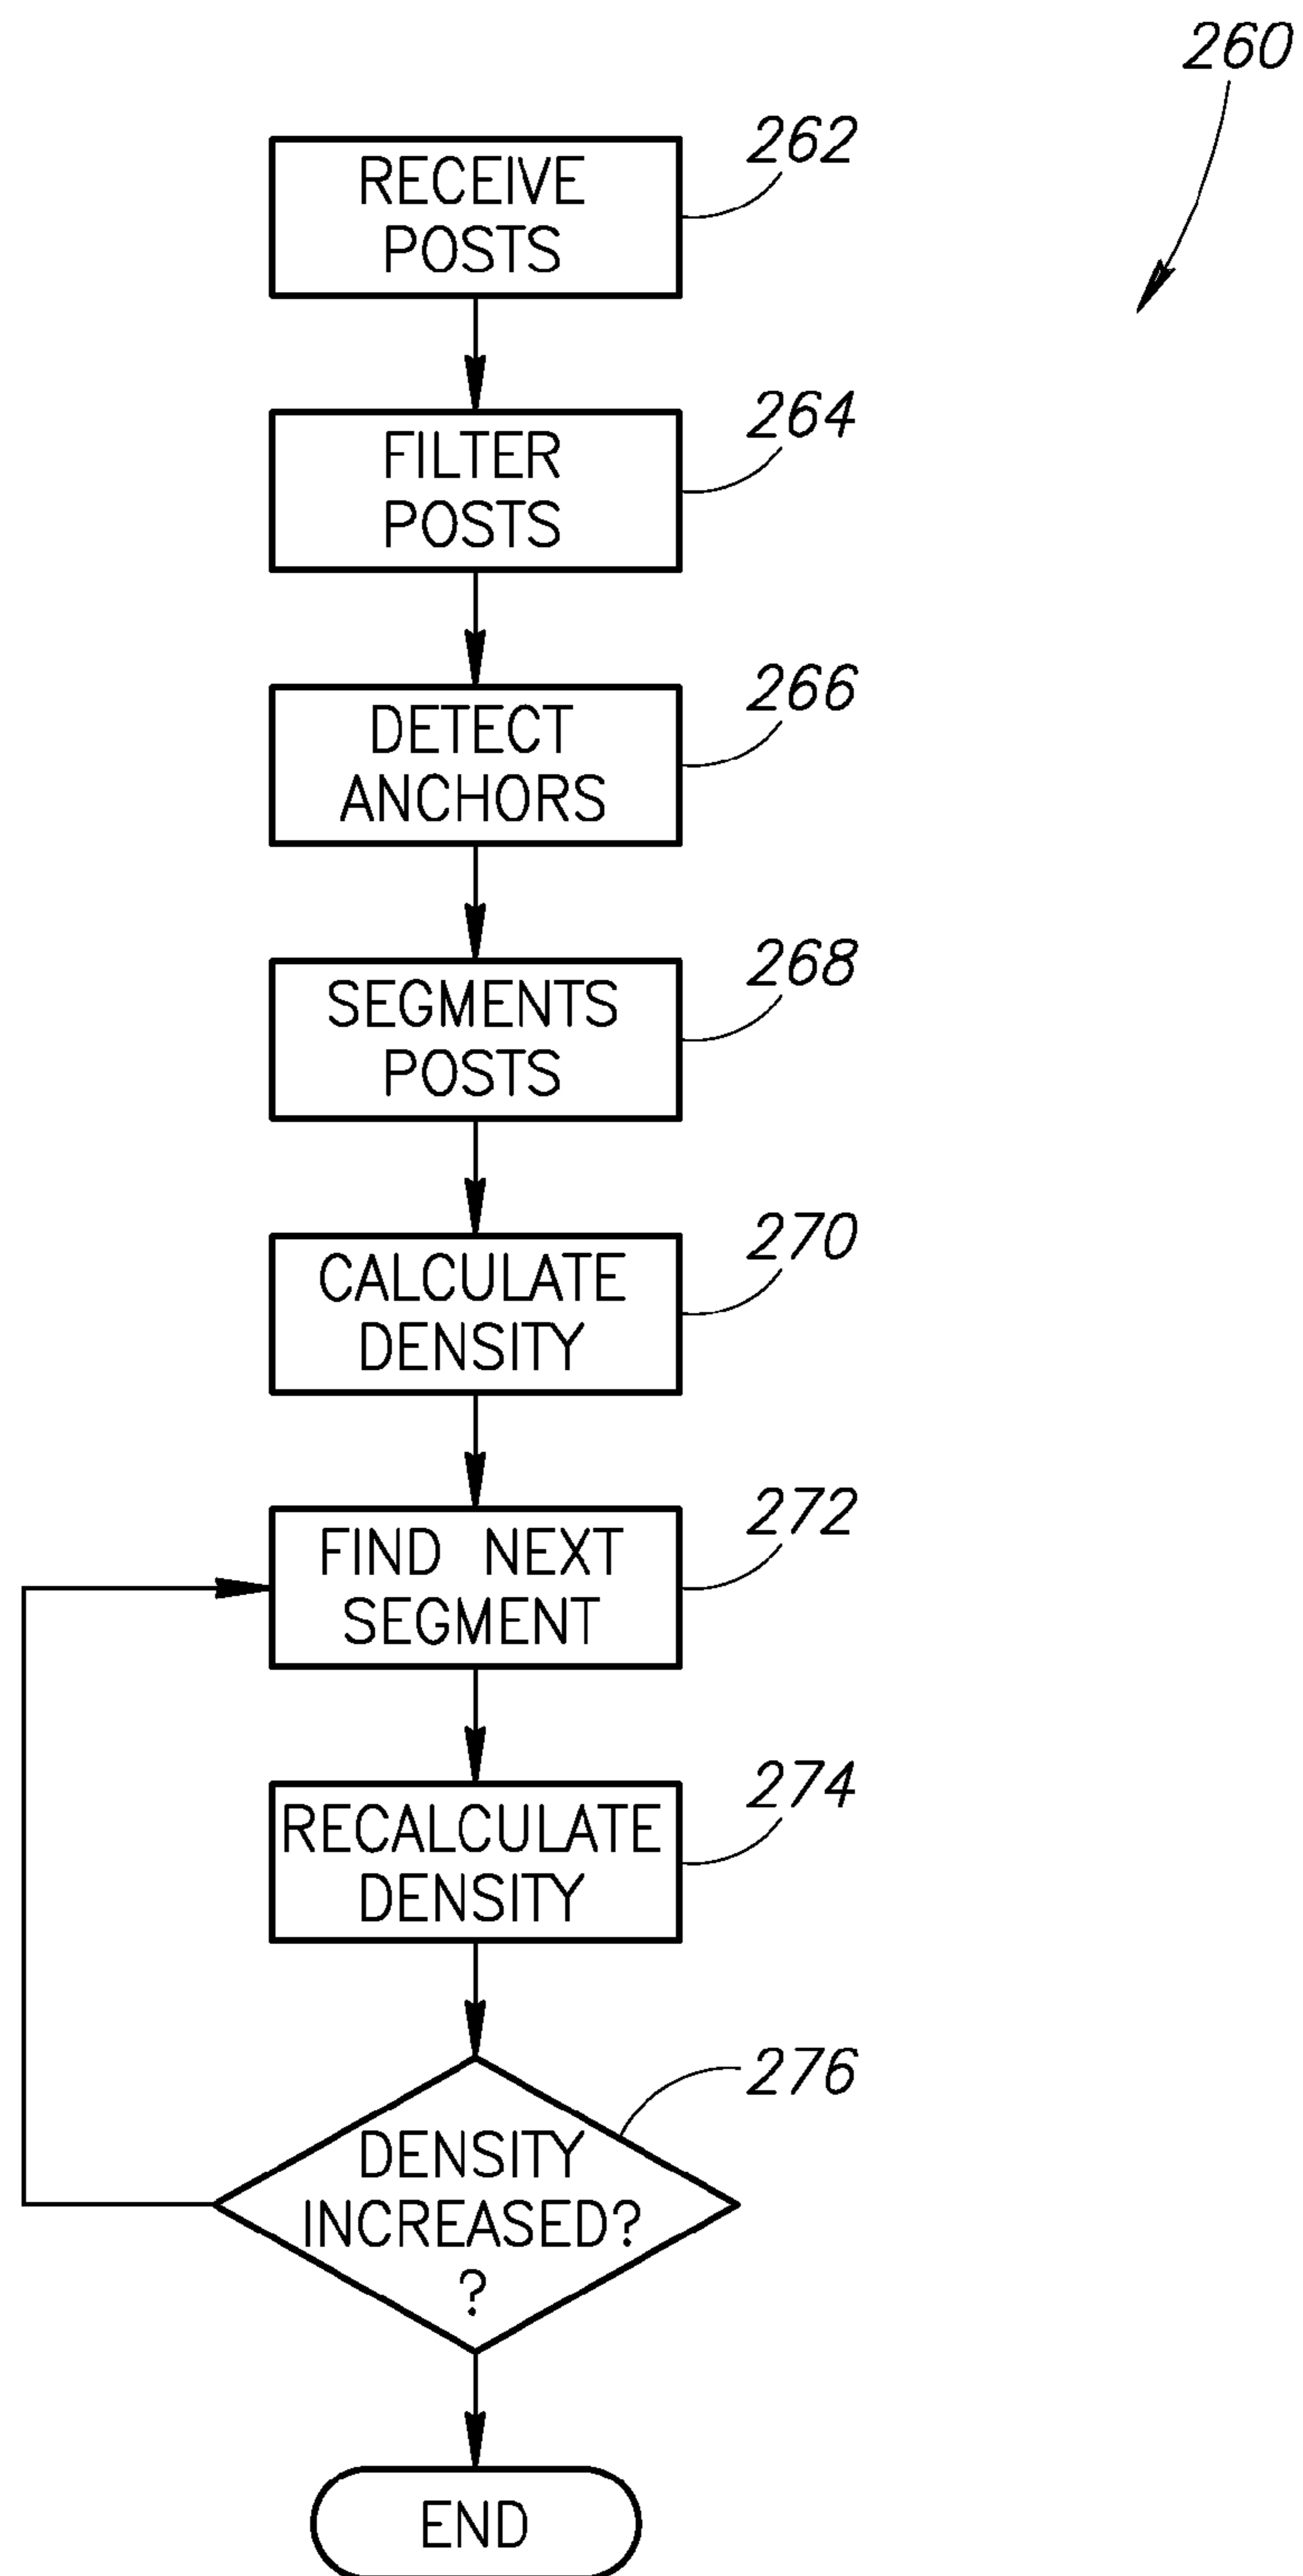 260
RECEIVE
POSTS
262
FILTER
POSTS
264
DETECT
ANCHORS
266
SEGMENTS
POSTS
268
CALCULATE
DENSITY
270
FIND NEXT
SEGMENT
272
RECALCULATE
DENSITY
274
DENSITY
INCREASED?
?
276
END